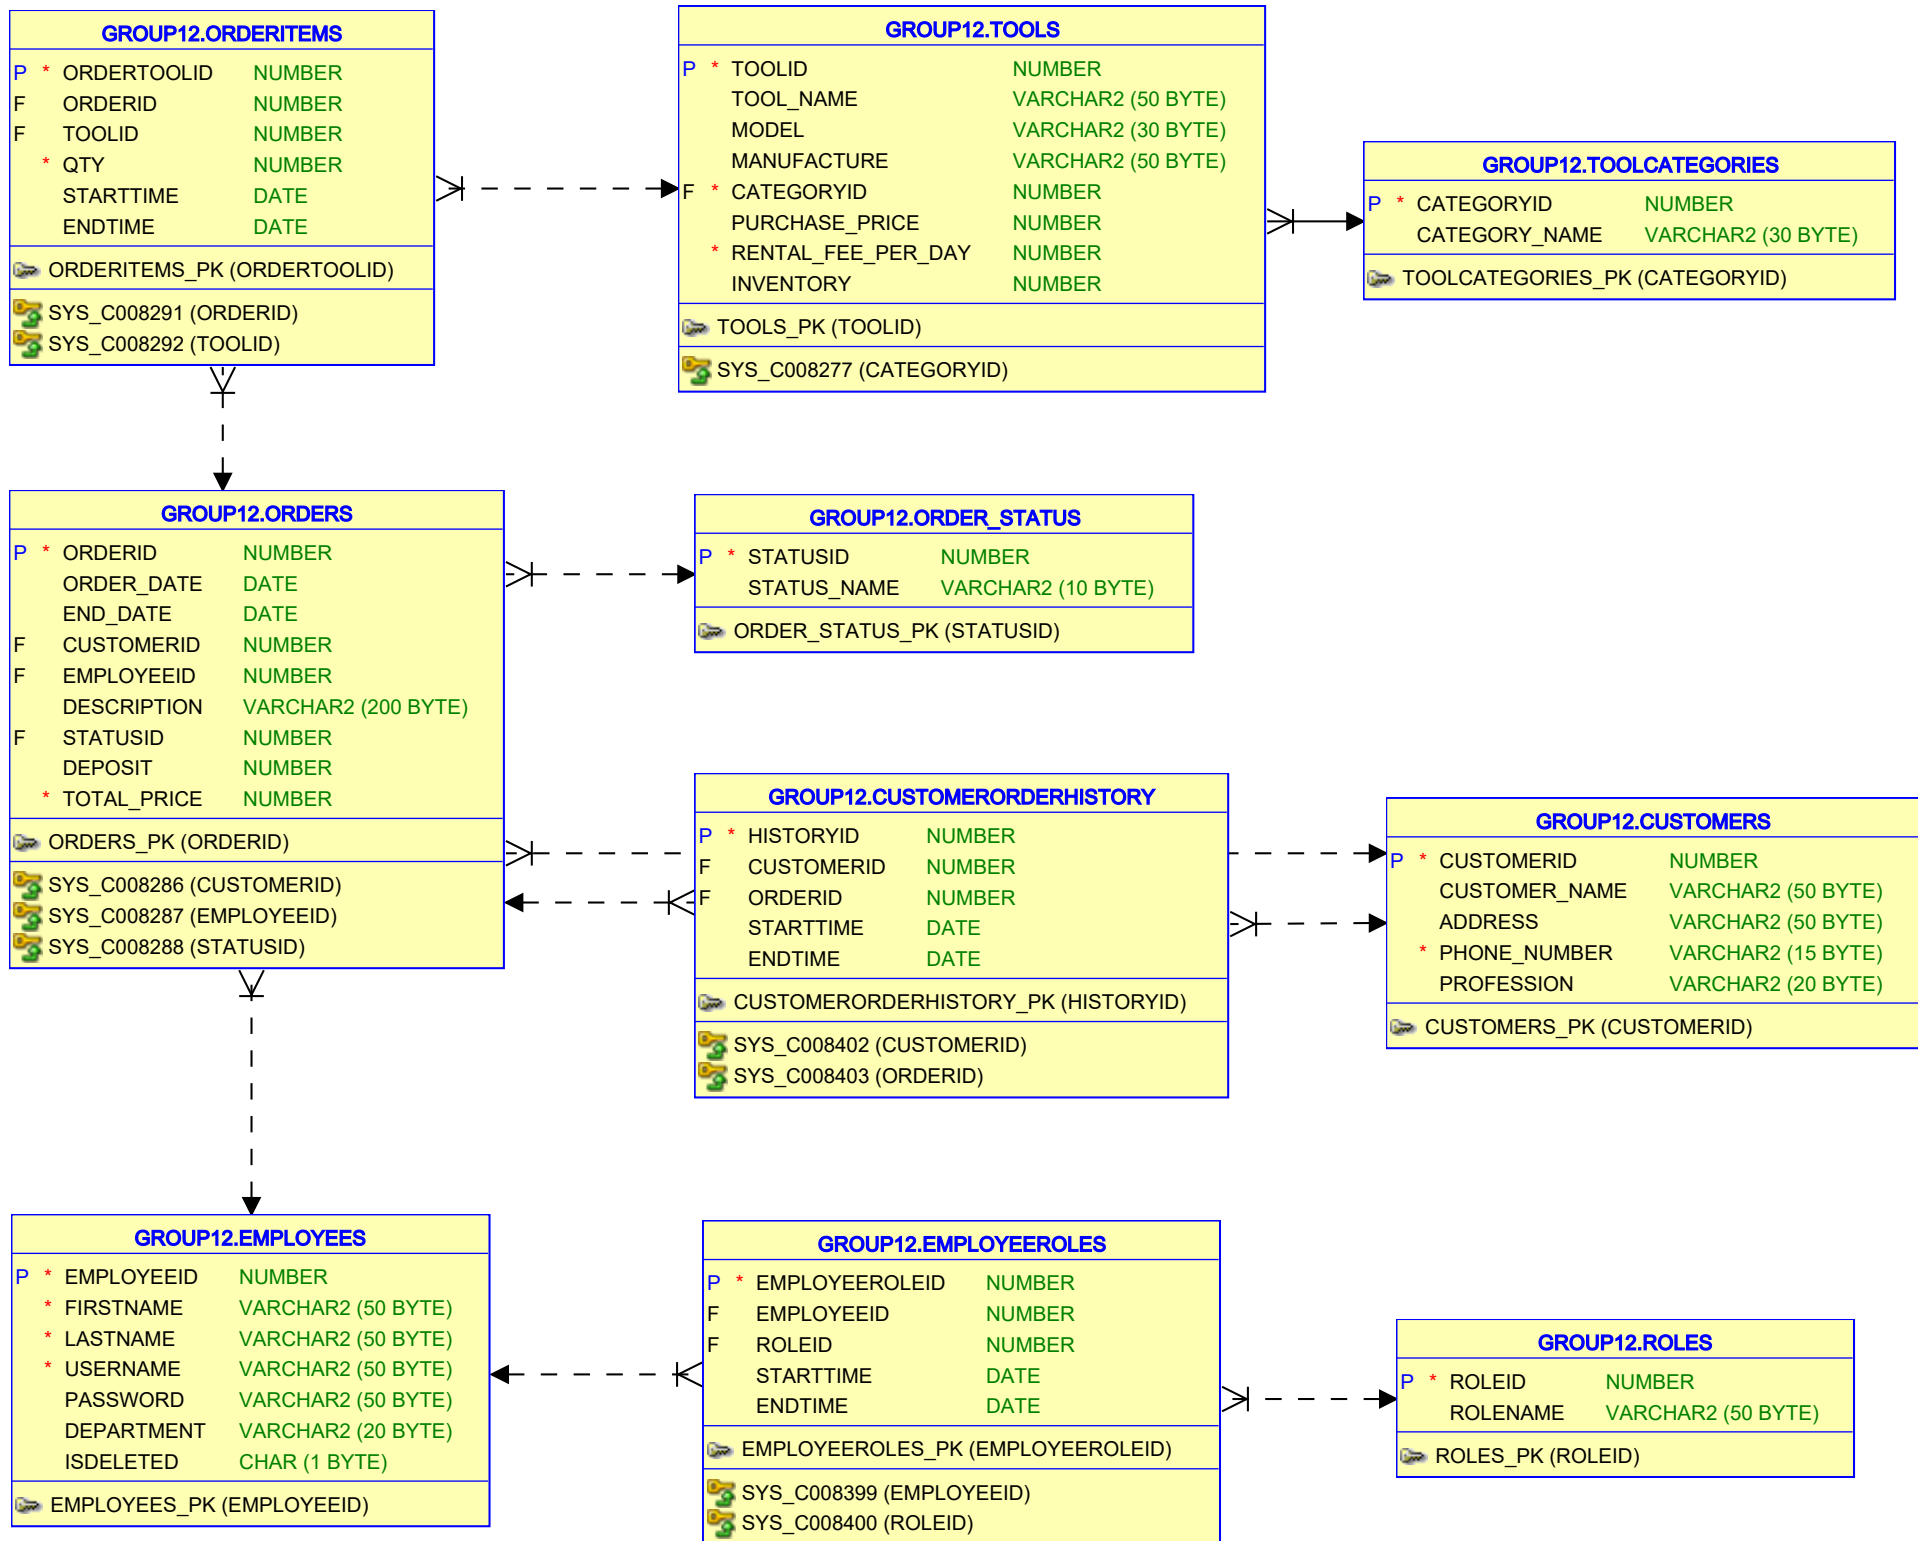 GROUP12.ORDERITEMS
P * ORDERTOOLID NUMBER
F ORDERID NUMBER
F TOOLID NUMBER
* QTY NUMBER
STARTTIME DATE
ENDTIME DATE
ORDERITEMS_PK (ORDERTOOLID)
SYS_C008291 (ORDERID)
SYS_C008292 (TOOLID)
GROUP12.TOOLS
P * TOOLID NUMBER
TOOL_NAME VARCHAR2 (50 BYTE)
MODEL VARCHAR2 (30 BYTE)
MANUFACTURE VARCHAR2 (50 BYTE)
F * CATEGORYID NUMBER
PURCHASE_PRICE NUMBER
* RENTAL_FEE_PER_DAY NUMBER
INVENTORY NUMBER
TOOLS_PK (TOOLID)
SYS_C008277 (CATEGORYID)
GROUP12.TOOLCATEGORIES
P * CATEGORYID NUMBER
CATEGORY_NAME VARCHAR2 (30 BYTE)
TOOLCATEGORIES_PK (CATEGORYID)
GROUP12.ORDERS
P * ORDERID NUMBER
ORDER_DATE DATE
END_DATE DATE
F CUSTOMERID NUMBER
F EMPLOYEEID NUMBER
DESCRIPTION VARCHAR2 (200 BYTE)
F STATUSID NUMBER
DEPOSIT NUMBER
* TOTAL_PRICE NUMBER
ORDERS_PK (ORDERID)
SYS_C008286 (CUSTOMERID)
SYS_C008287 (EMPLOYEEID)
SYS_C008288 (STATUSID)
GROUP12.ORDER_STATUS
P * STATUSID NUMBER
STATUS_NAME VARCHAR2 (10 BYTE)
ORDER_STATUS_PK (STATUSID)
GROUP12.CUSTOMERORDERHISTORY
P * HISTORYID NUMBER
F CUSTOMERID NUMBER
F ORDERID NUMBER
STARTTIME DATE
ENDTIME DATE
CUSTOMERORDERHISTORY_PK (HISTORYID)
SYS_C008402 (CUSTOMERID)
SYS_C008403 (ORDERID)
GROUP12.CUSTOMERS
P * CUSTOMERID NUMBER
CUSTOMER_NAME VARCHAR2 (50 BYTE)
ADDRESS VARCHAR2 (50 BYTE)
* PHONE_NUMBER VARCHAR2 (15 BYTE)
PROFESSION VARCHAR2 (20 BYTE)
CUSTOMERS_PK (CUSTOMERID)
GROUP12.EMPLOYEES
P * EMPLOYEEID NUMBER
* FIRSTNAME VARCHAR2 (50 BYTE)
* LASTNAME VARCHAR2 (50 BYTE)
* USERNAME VARCHAR2 (50 BYTE)
PASSWORD VARCHAR2 (50 BYTE)
DEPARTMENT VARCHAR2 (20 BYTE)
ISDELETED CHAR (1 BYTE)
EMPLOYEES_PK (EMPLOYEEID)
GROUP12.EMPLOYEEROLES
P * EMPLOYEEROLEID NUMBER
F EMPLOYEEID NUMBER
F ROLEID NUMBER
STARTTIME DATE
ENDTIME DATE
EMPLOYEEROLES_PK (EMPLOYEEROLEID)
SYS_C008399 (EMPLOYEEID)
SYS_C008400 (ROLEID)
GROUP12.ROLES
P * ROLEID NUMBER
ROLENAME VARCHAR2 (50 BYTE)
ROLES_PK (ROLEID)